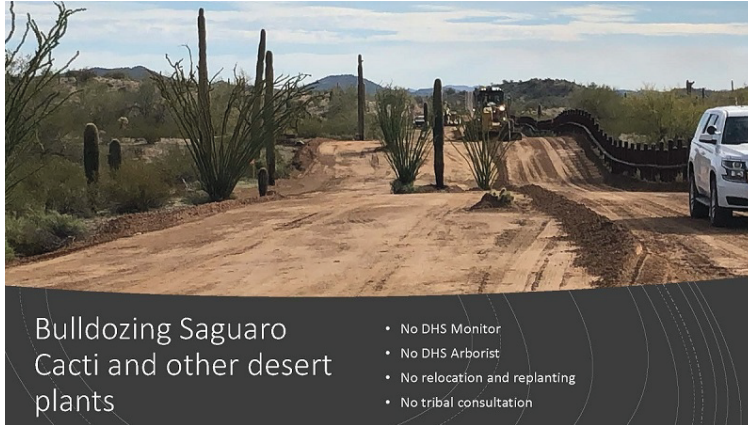 Bulldozing Saguaro
Cacti and other desert
plants
• No DHS Monitor
• No DHS Arborist
• No relocation and replanting
• No tribal consultation